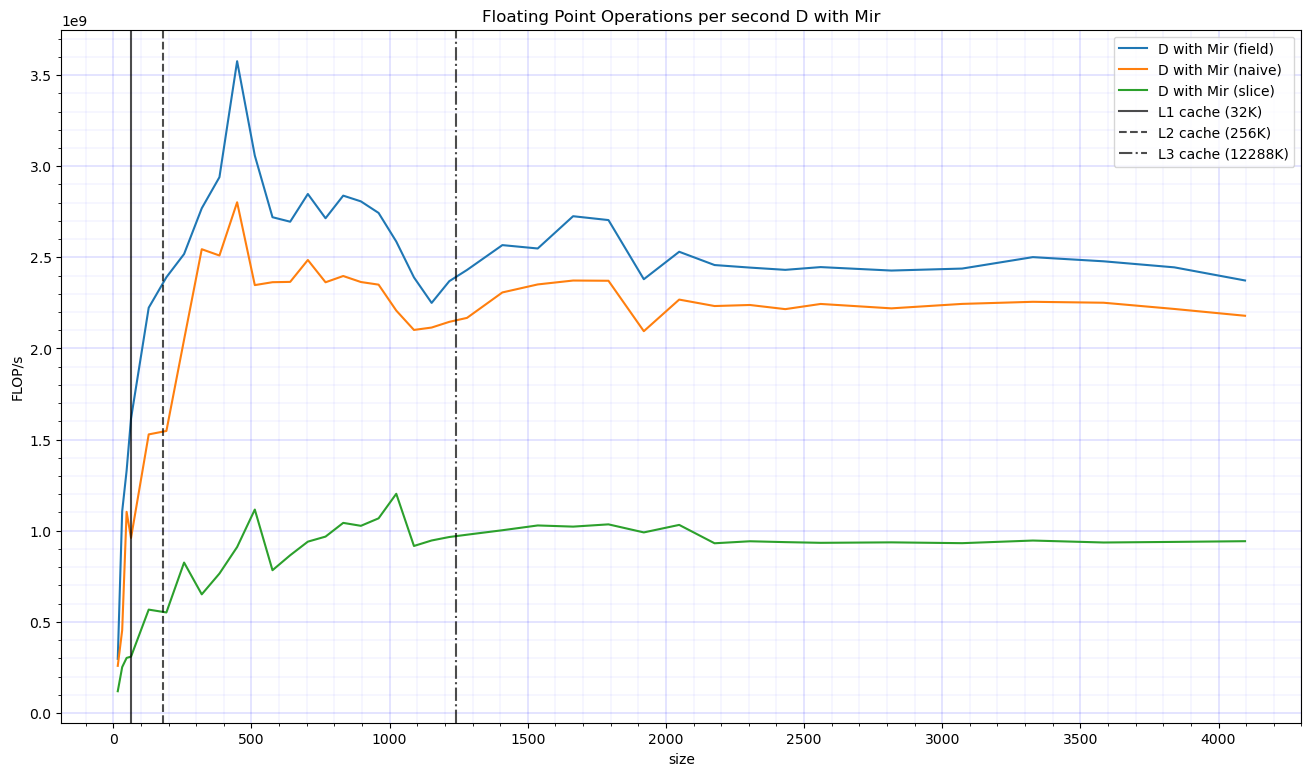 Floating Point Operations per second D with Mir
1e9
3.5
3.0
2.5
2.0
1.5
1.0
0.5
0.0
FLOP/s
D with Mir (field)
D with Mir (naive)
D with Mir (slice)
L1 cache (32K)
L2 cache (256K)
L3 cache (12288K)
0 500 1000 1500 2000 2500 3000 3500 4000
size